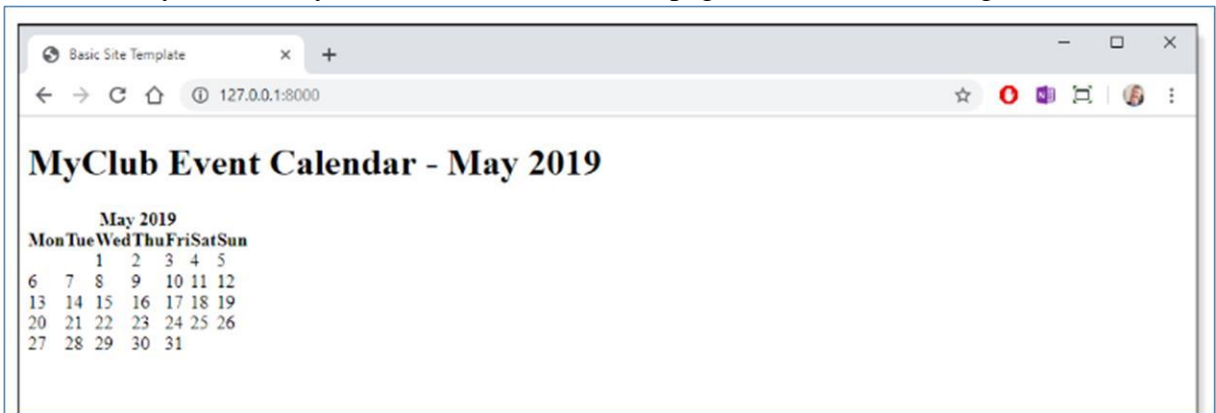 Basic Site Template
127.0.0.1:8000
MyClub Event Calendar - May 2019
May 2019
Mon Tue Wed Thu Fri Sat Sun
1 2 3 4 5
6 7 8 9 10 11 12
13 14 15 16 17 18 19
20 21 22 23 24 25 26
27 28 29 30 31